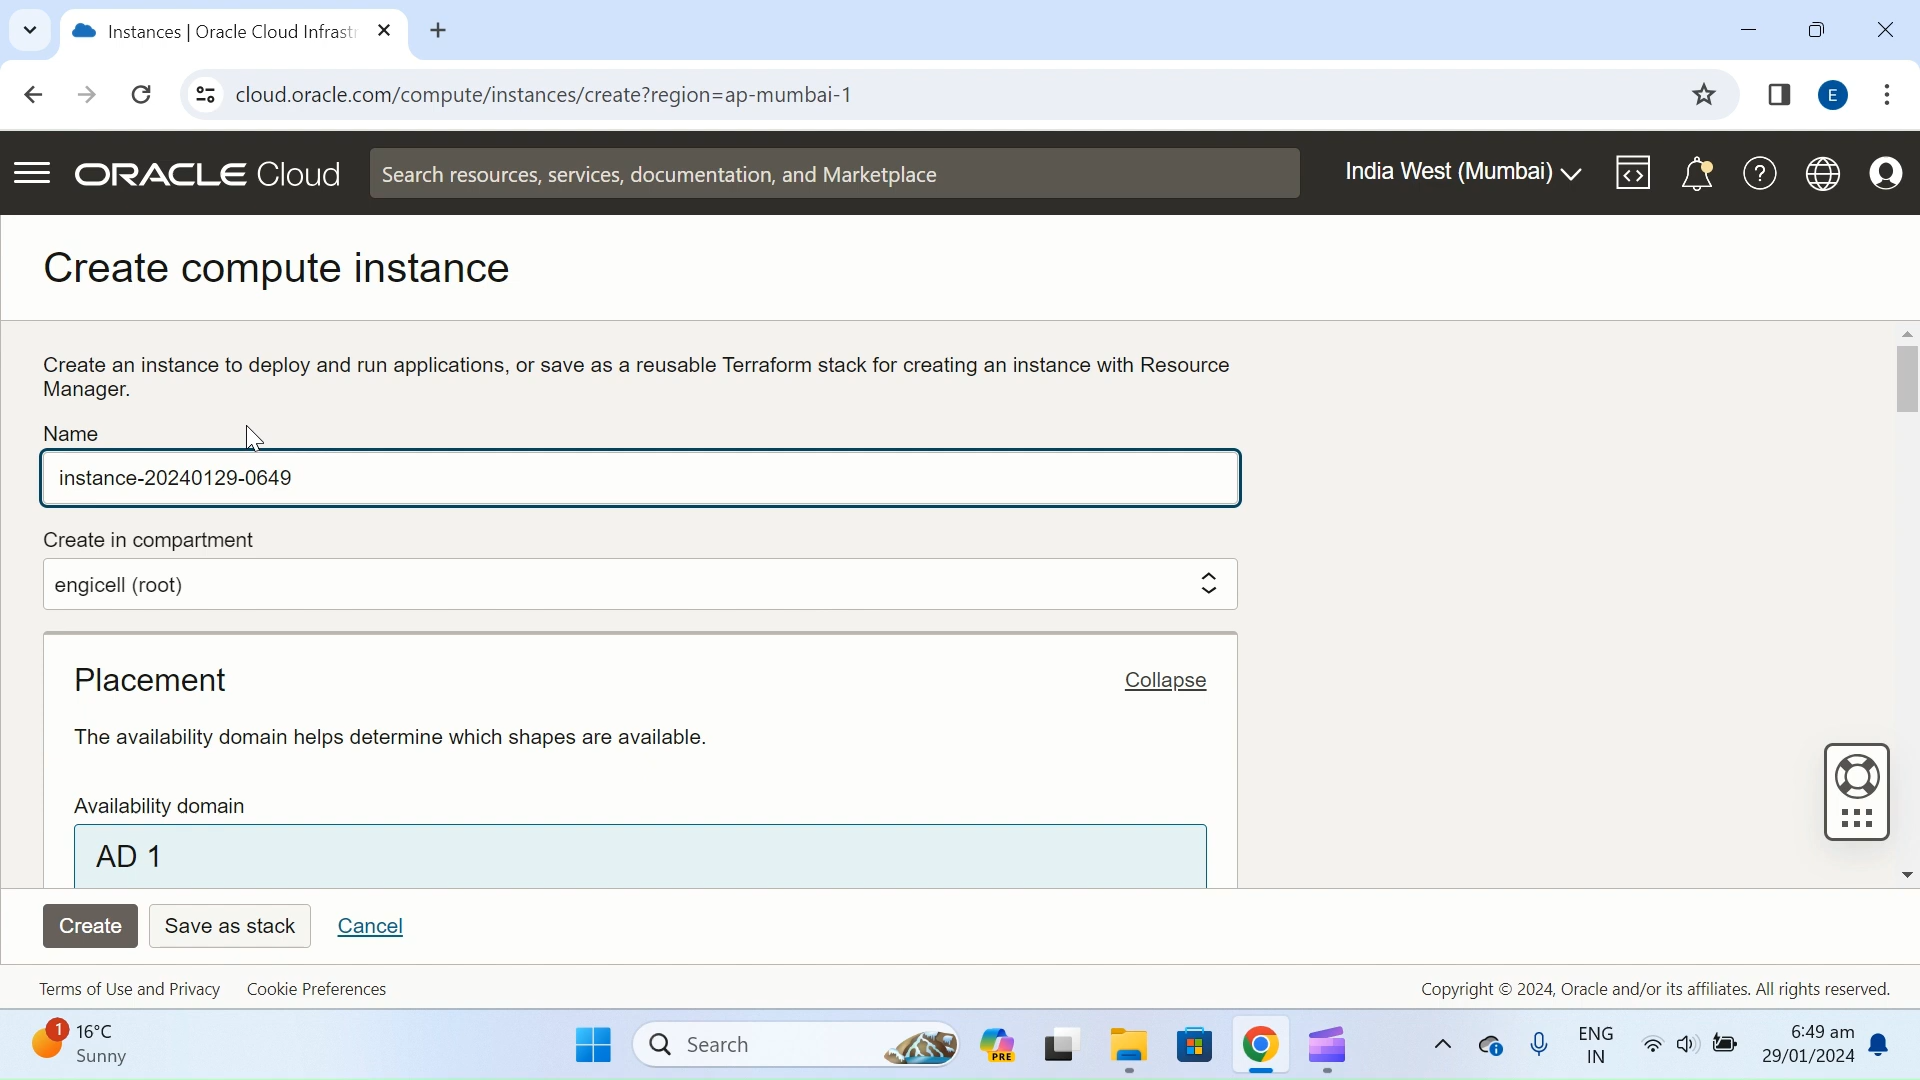 Instances | Oracle Cloud Infrast
cloud.oracle.com/compute/instances/create?region=ap-mumbai-1
E
ORACLE Cloud
Search resources, services, documentation, and Marketplace
India West (Mumbai)
Create compute instance
Create an instance to deploy and run applications, or save as a reusable Terraform stack for creating an instance with Resource
Manager.
Name
instance-20240129-0649
Create in compartment
engicell (root)
Placement
Collapse
The availability domain helps determine which shapes are available.
Availability domain
AD 1
Create
Save as stack
Cancel
Terms of Use and Privacy
Cookie Preferences
Copyright © 2024, Oracle and/or its affiliates. All rights reserved.
1
16°C
Sunny
Search
PRE
ENG
IN
6:49 am
29/01/2024